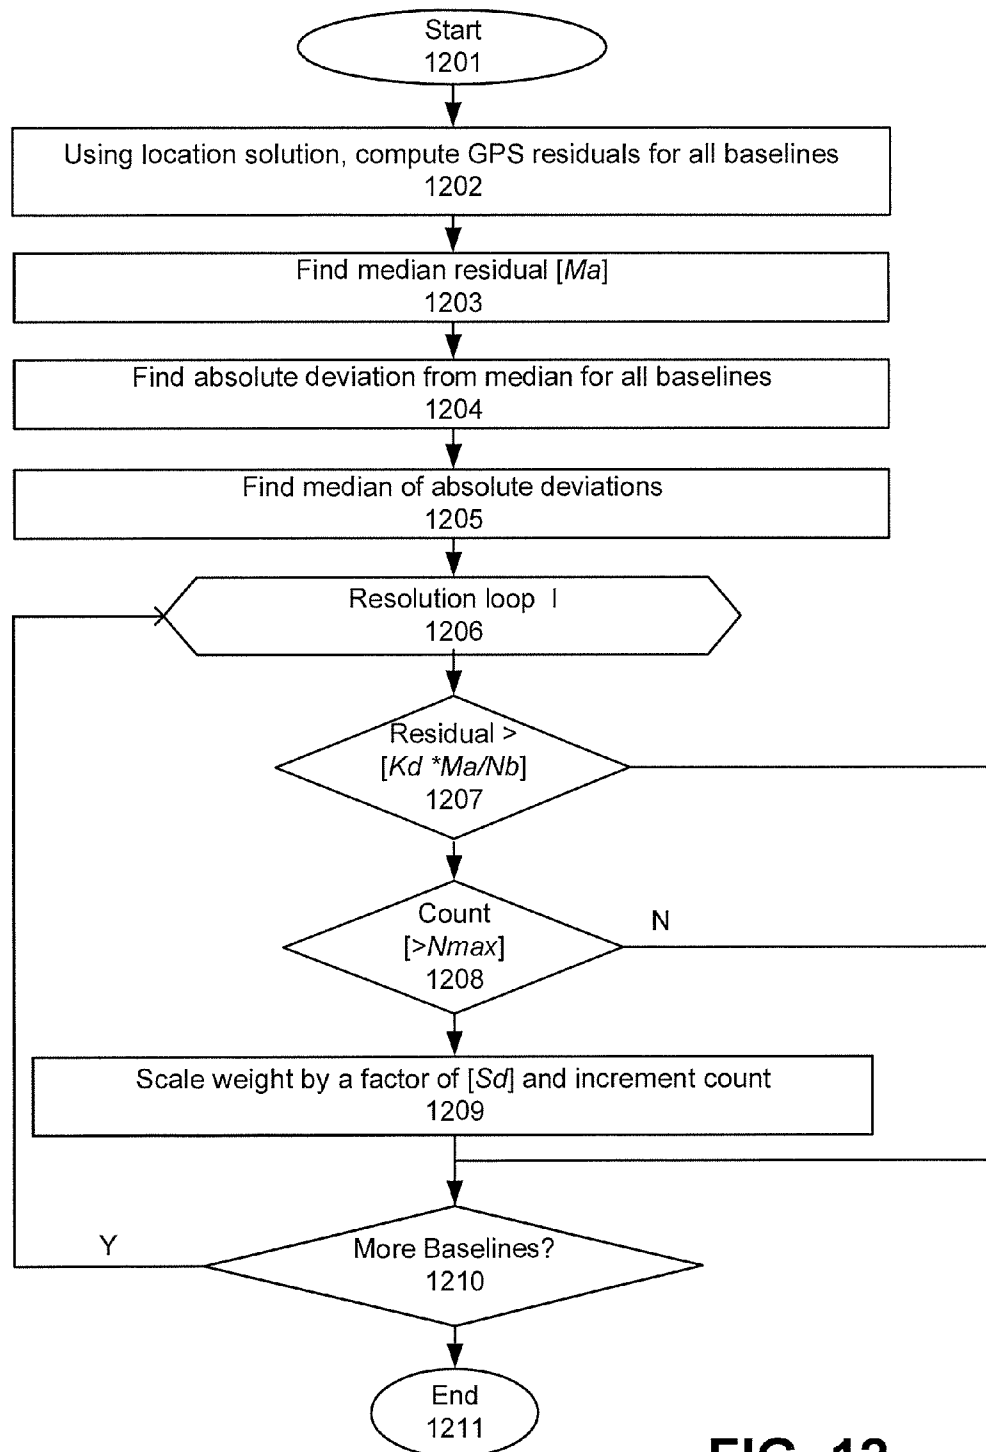 Start
1201
Using location solution, compute GPS residuals for all baselines
1202
Find median residual [Ma]
1203
Find absolute deviation from median for all baselines
1204
Find median of absolute deviations
1205
Resolution loop I
1206
Residual >
[Kd *Ma/Nb]
1207
Count
[>Nmax]
1208
N
Scale weight by a factor of [Sd] and increment count
1209
Y
More Baselines?
1210
End
1211
FIG. 12